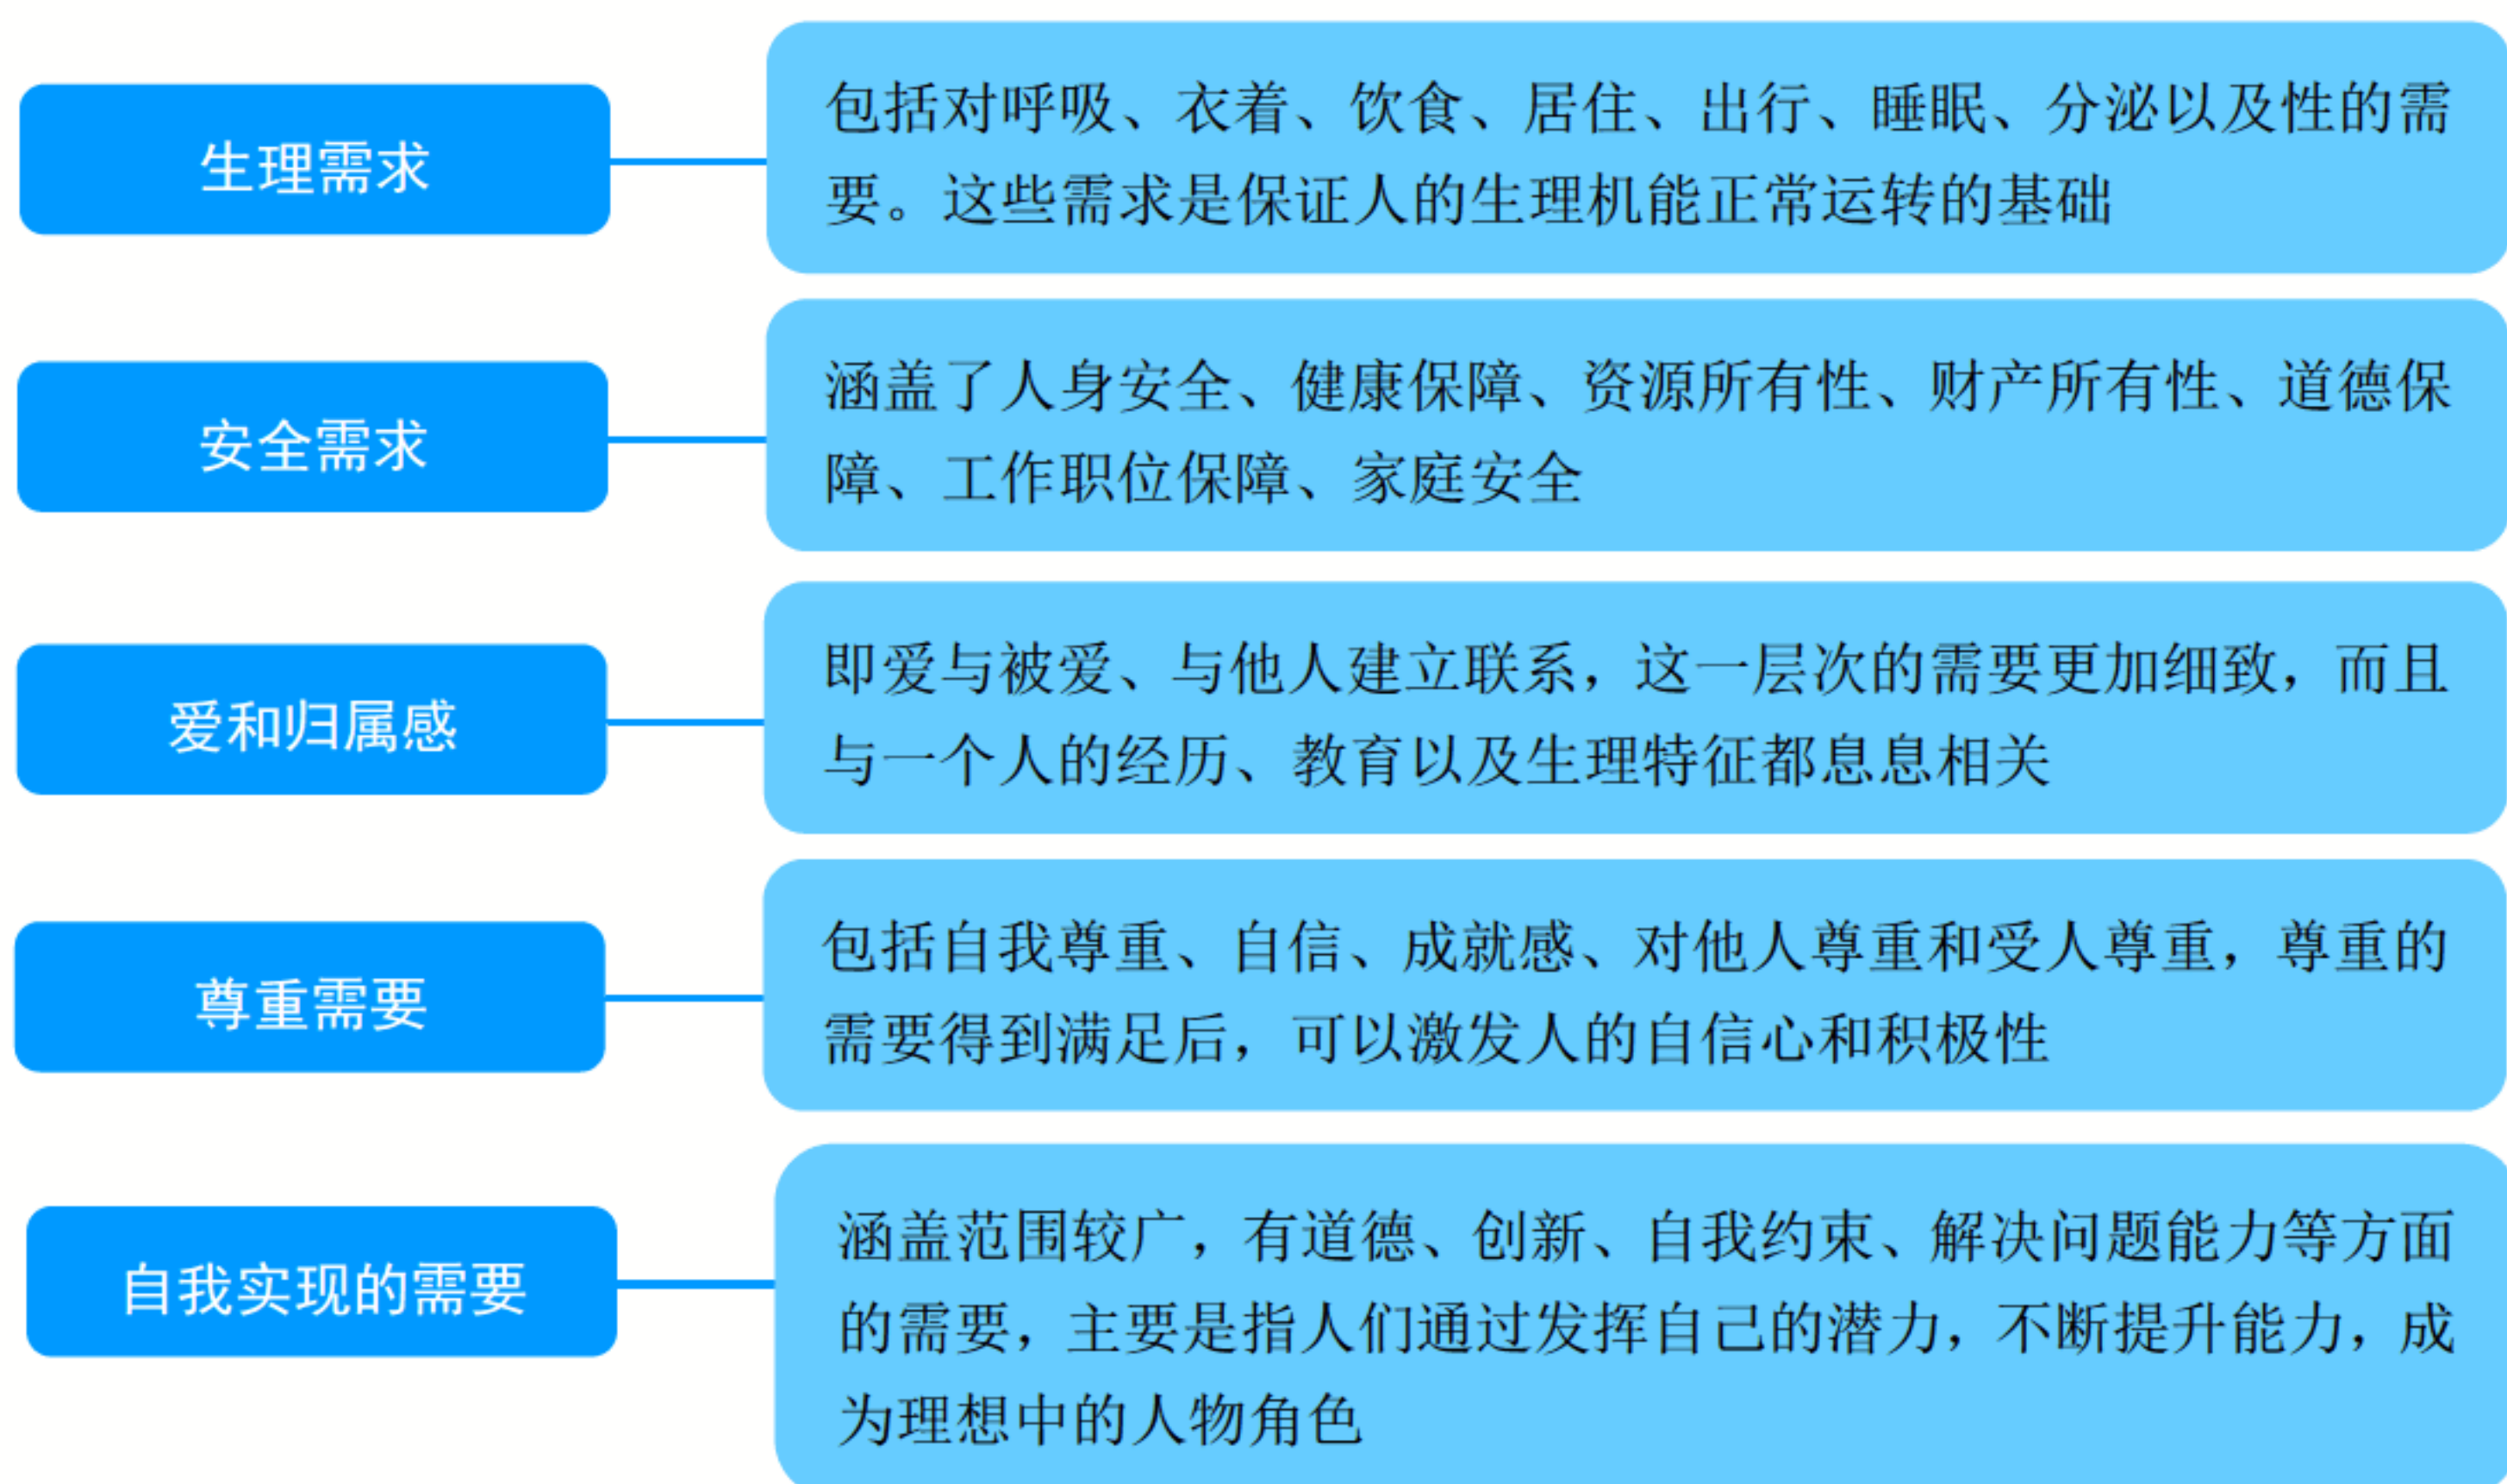 生理需求
包括对呼吸、衣着、饮食、居住、出行、睡眠、分泌以及性的需
要。这些需求是保证人的生理机能正常运转的基础
安全需求
涵盖了人身安全、健康保障、资源所有性、财产所有性、道德保
障、工作职位保障、家庭安全
爱和归属感
即爱与被爱、与他人建立联系，这一层次的需要更加细致，而且
与一个人的经历、教育以及生理特征都息息相关
尊重需要
包括自我尊重、自信、成就感、对他人尊重和受人尊重，尊重的
需要得到满足后，可以激发人的自信心和积极性
自我实现的需要
涵盖范围较广，有道德、创新、自我约束、解决问题能力等方面
的需要，主要是指人们通过发挥自己的潜力，不断提升能力，成
为理想中的人物角色